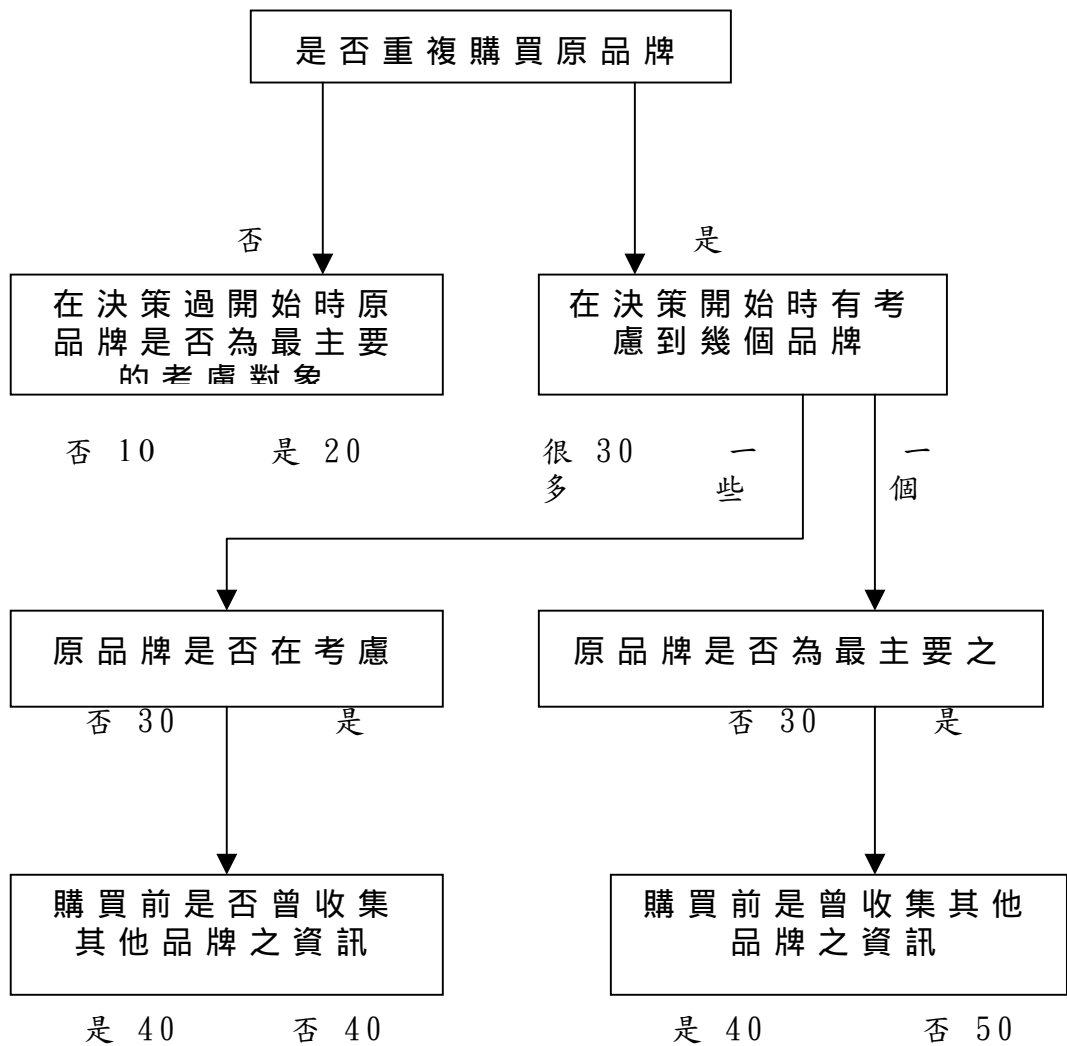 是否重複購買原品牌
否
是
在決策過開始時原
品牌是否為最主要
的考慮對象
在決策開始時有考
慮到幾個品牌
否 10 是 20
很 30 一 一
多 些 個
原品牌是否在考慮
原品牌是否為最主要之
否 30 是
否 30 是
購買前是否曾收集
其他品牌之資訊
購買前是曾收集其他
品牌之資訊
是 40 否 40
是 40 否 50